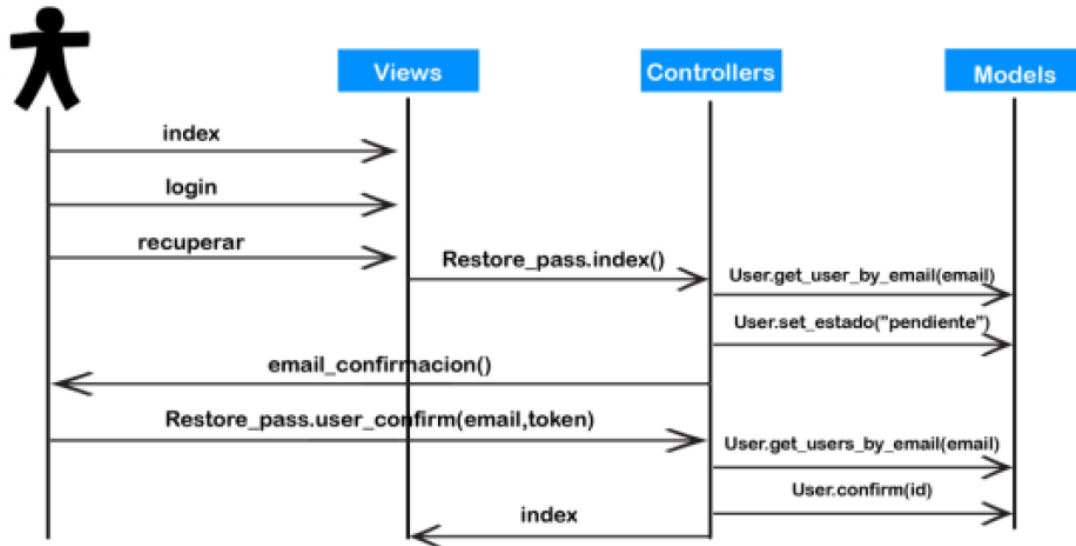 Views
Controllers
Models
index
login
recuperar
Restore_pass.index()
User.get_user_by_email(email)
User.set_estado("pendiente")
email_confirmacion()
Restore_pass.user_confirm(email,token)
User.get_users_by_email(email)
User.confirm(id)
index